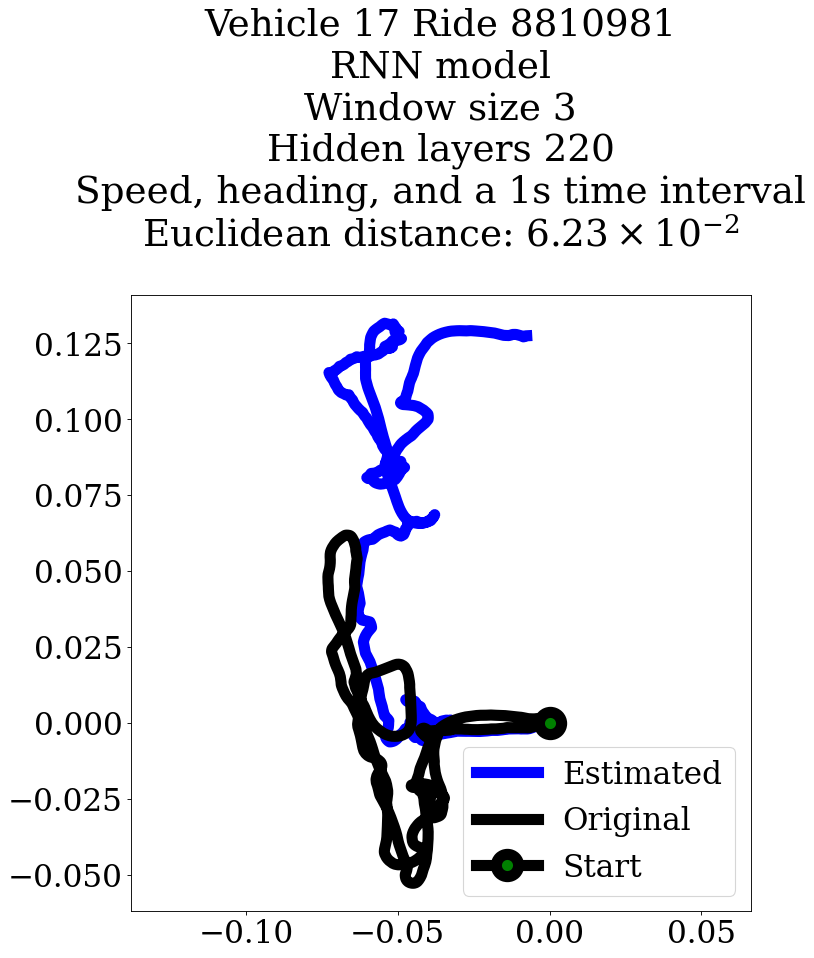 Vehicle 17 Ride 8810981
RNN model
Window size 3
Hidden layers 220
Speed, heading, and a 1s time interval
Euclidean distance: 6.23 × 10⁻²
0.125
0.100
0.075
0.050
0.025
0.000
−0.025
−0.050
Estimated
Original
Start
−0.10
−0.05
0.00
0.05